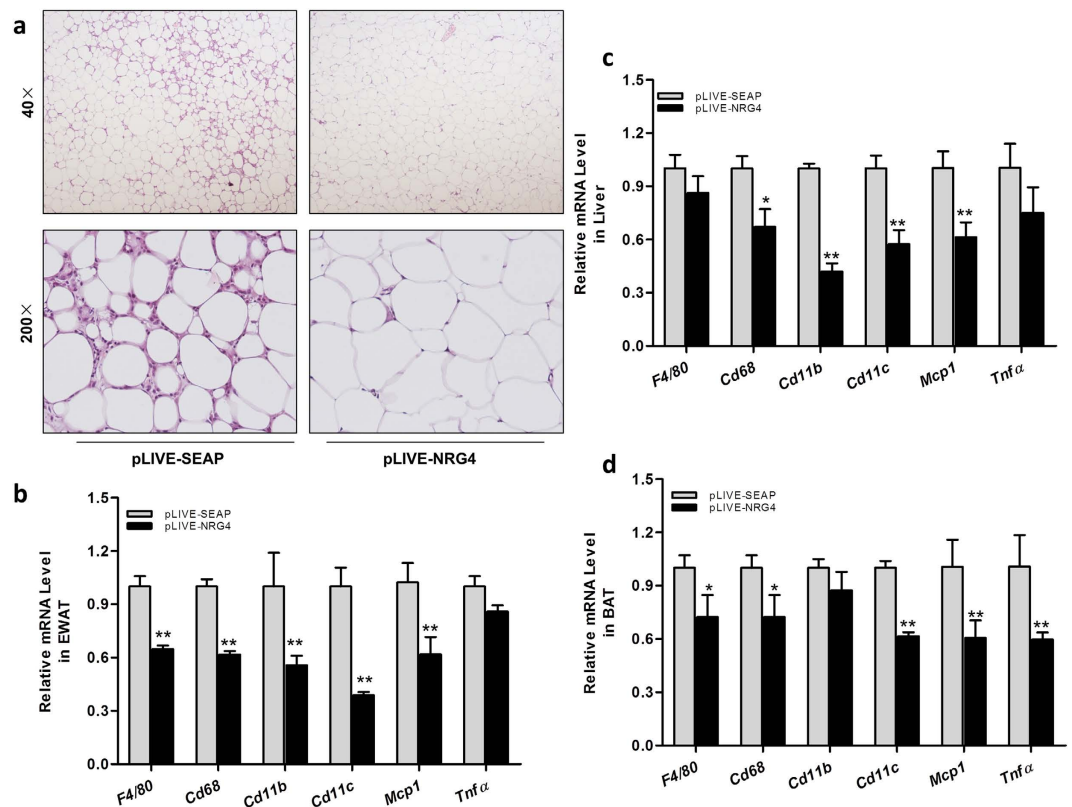 a
40×
200×
pLIVE-SEAP
pLIVE-NRG4
b
Relative mRNA Level
in EWAT
1.5
1.2
0.9
0.6
0.3
0.0
pLIVE-SEAP
pLIVE-NRG4
**
**
**
**
**
F4/80
Cd68
Cd11b
Cd11c
Mcp1
Tnfα
c
Relative mRNA Level
in Liver
1.5
1.2
0.9
0.6
0.3
0.0
pLIVE-SEAP
pLIVE-NRG4
*
**
**
**
F4/80
Cd68
Cd11b
Cd11c
Mcp1
Tnfα
d
Relative mRNA Level
in BAT
1.5
1.2
0.9
0.6
0.3
0.0
pLIVE-SEAP
pLIVE-NRG4
*
*
**
**
**
F4/80
Cd68
Cd11b
Cd11c
Mcp1
Tnfα